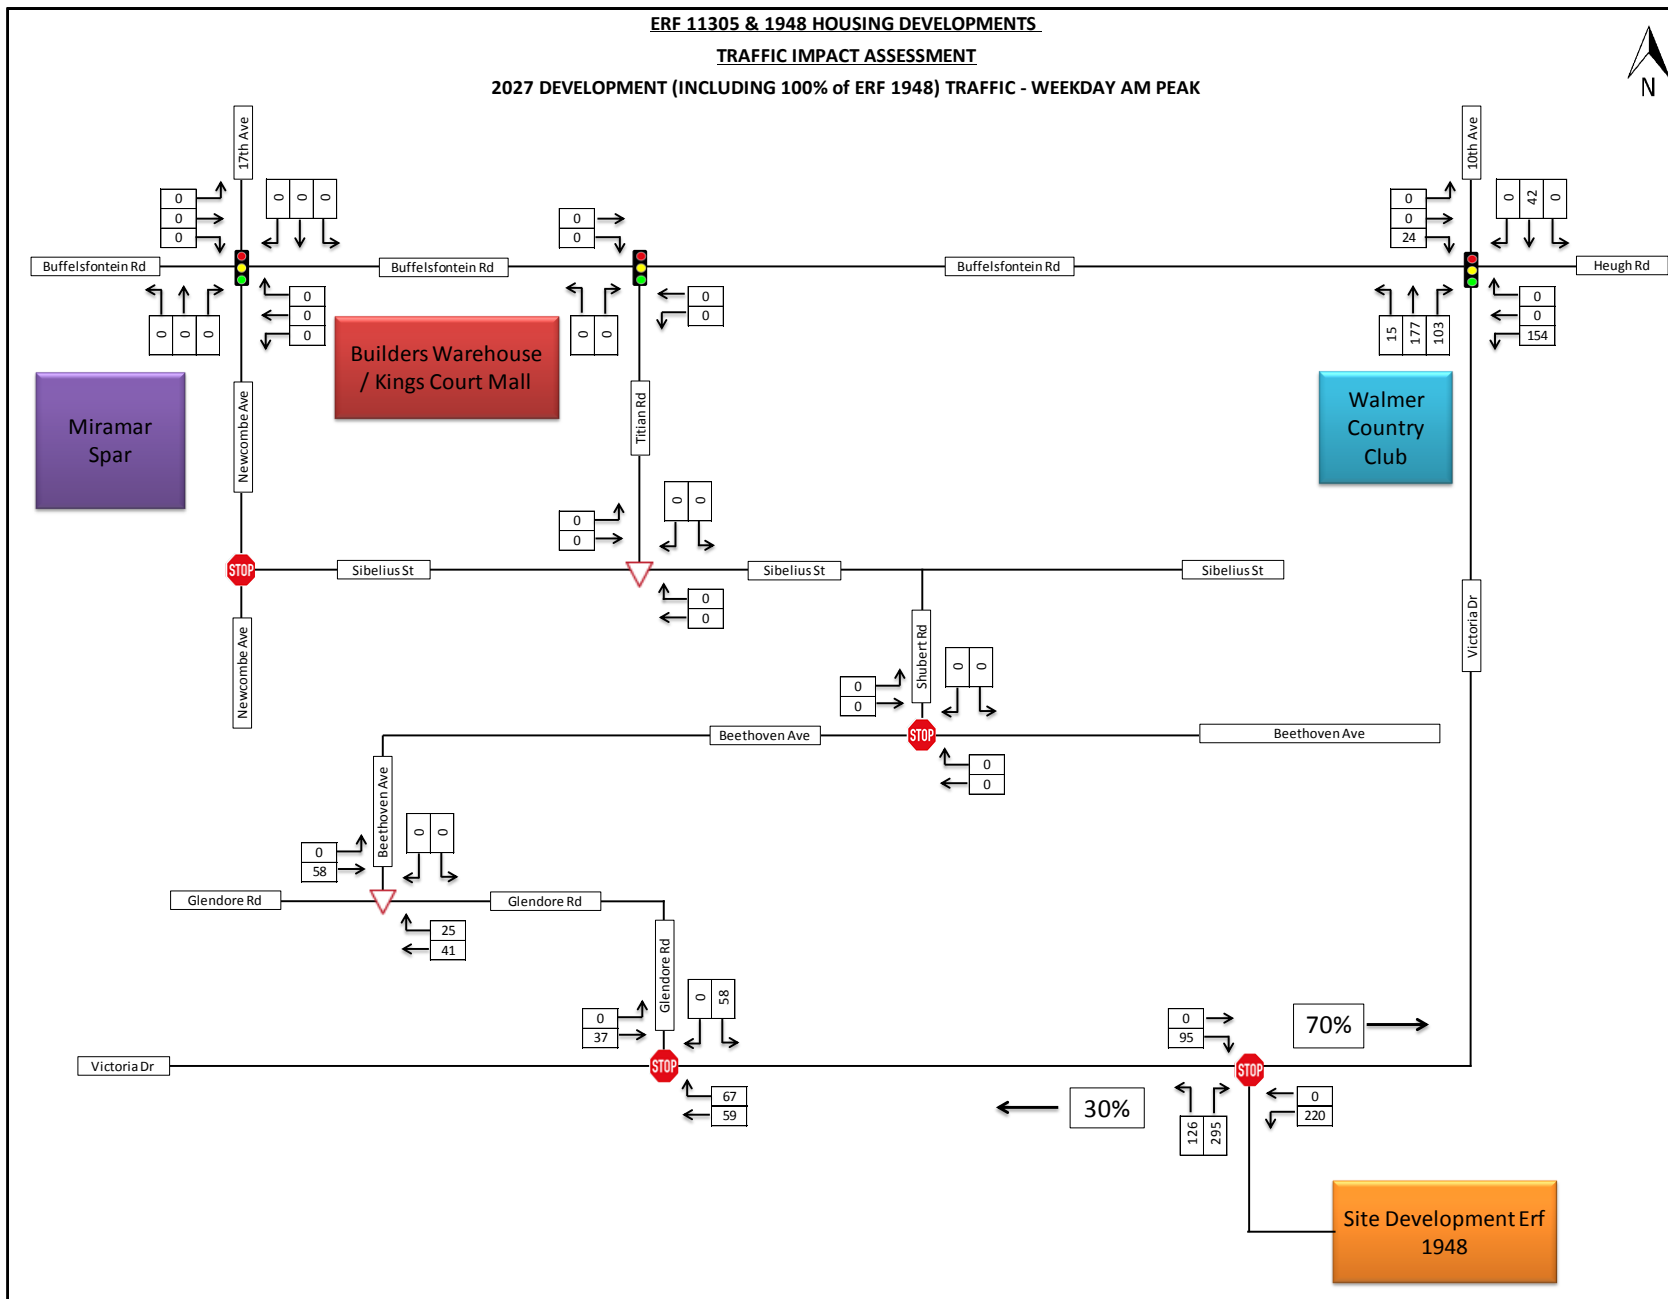 ERF 11305 & 1948 HOUSING DEVELOPMENTS
TRAFFIC IMPACT ASSESSMENT
2027 DEVELOPMENT (INCLUDING 100% of ERF 1948) TRAFFIC - WEEKDAY AM PEAK
N
17th Ave
10th Ave
0
0
0
0 0 0
0
0
0
0
24
0 42 0
Buffelsfontein Rd
Buffelsfontein Rd
Buffelsfontein Rd
Heugh Rd
0 0 0
0
0
0
0 0
0
0
15 177 103
0
0
154
Builders Warehouse
/ Kings Court Mall
Miramar
Spar
Walmer
Country
Club
Newcombe Ave
Titian Rd
0
0
0 0
STOP
Sibelius St
Sibelius St
Sibelius St
0
0
Newcombe Ave
Shubert Rd
Victoria Dr
0
0
0 0
Beethoven Ave
STOP
Beethoven Ave
0
0
Beethoven Ave
0
58
0 0
Glendore Rd
Glendore Rd
25
41
Glendore Rd
0
37
0 58
0
95
70%
Victoria Dr
STOP
STOP
67
59
30%
126 295
0
220
Site Development Erf
1948